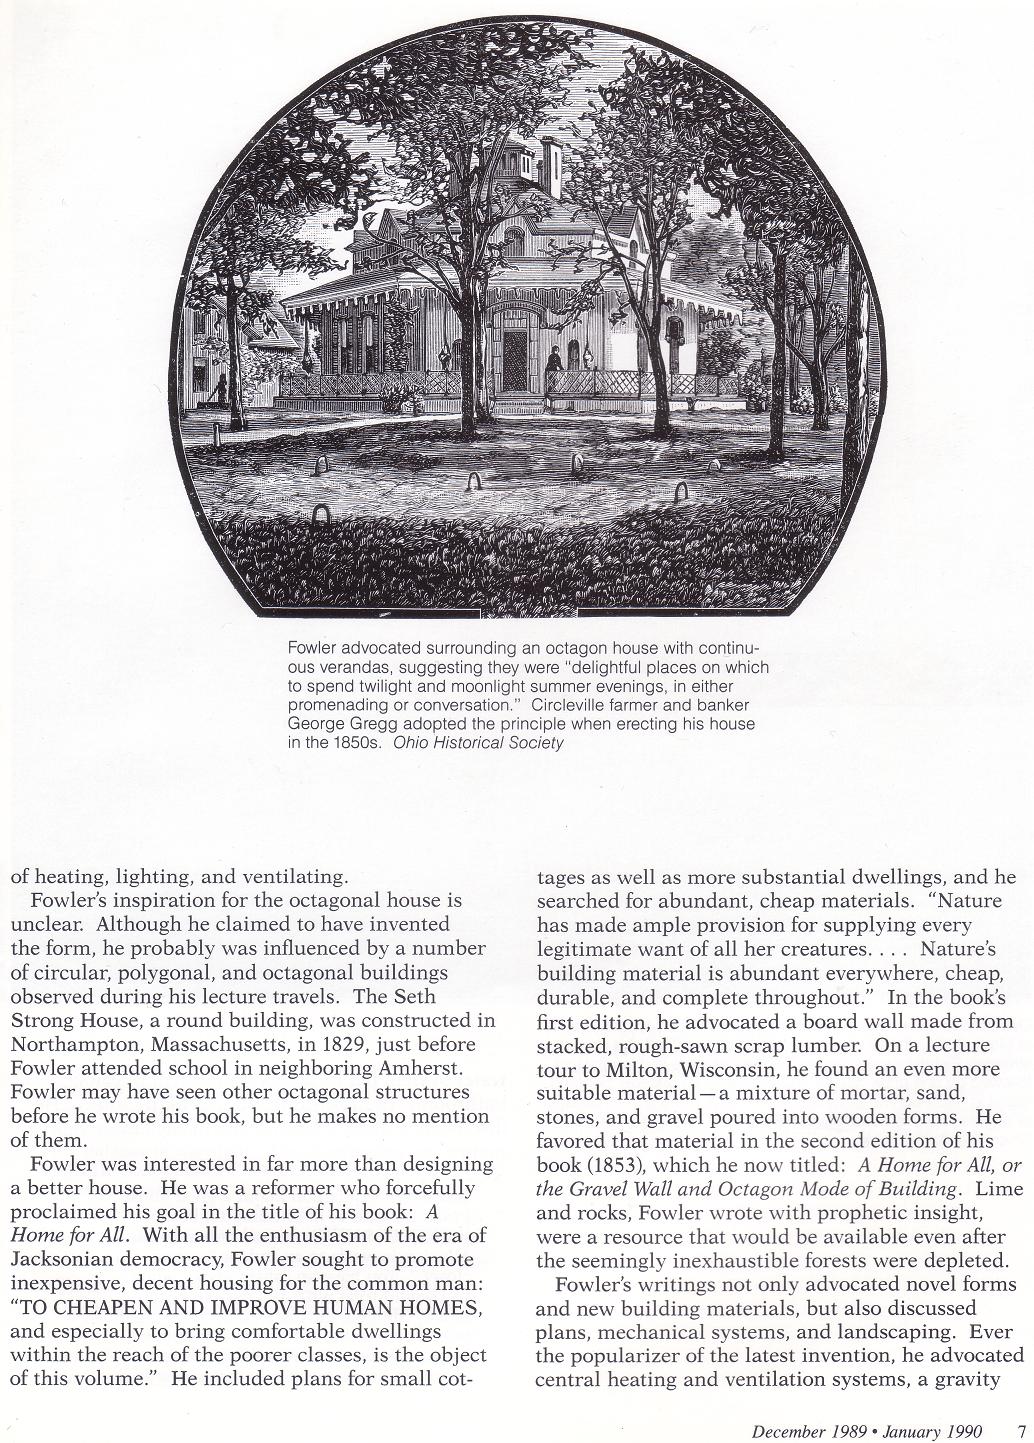 Fowler advocated surrounding an octagon house with continu-
ous verandas, suggesting they were "delightful places on which
to spend twilight and moonlight summer evenings, in either
promenading or conversation." Circleville farmer and banker
George Gregg adopted the principle when erecting his house
in the 1850s. Ohio Historical Society
of heating, lighting, and ventilating.
Fowler's inspiration for the octagonal house is
unclear. Although he claimed to have invented
the form, he probably was influenced by a number
of circular, polygonal, and octagonal buildings
observed during his lecture travels. The Seth
Strong House, a round building, was constructed in
Northampton, Massachusetts, in 1829, just before
Fowler attended school in neighboring Amherst.
Fowler may have seen other octagonal structures
before he wrote his book, but he makes no mention
of them.
Fowler was interested in far more than designing
a better house. He was a reformer who forcefully
proclaimed his goal in the title of his book: A
Home for All. With all the enthusiasm of the era of
Jacksonian democracy, Fowler sought to promote
inexpensive, decent housing for the common man:
"TO CHEAPEN AND IMPROVE HUMAN HOMES,
and especially to bring comfortable dwellings
within the reach of the poorer classes, is the object
of this volume." He included plans for small cot-
tages as well as more substantial dwellings, and he
searched for abundant, cheap materials. "Nature
has made ample provision for supplying every
legitimate want of all her creatures. . . . Nature's
building material is abundant everywhere, cheap,
durable, and complete throughout." In the book's
first edition, he advocated a board wall made from
stacked, rough-sawn scrap lumber. On a lecture
tour to Milton, Wisconsin, he found an even more
suitable material—a mixture of mortar, sand,
stones, and gravel poured into wooden forms. He
favored that material in the second edition of his
book (1853), which he now titled: A Home for All, or
the Gravel Wall and Octagon Mode of Building. Lime
and rocks, Fowler wrote with prophetic insight,
were a resource that would be available even after
the seemingly inexhaustible forests were depleted.
Fowler's writings not only advocated novel forms
and new building materials, but also discussed
plans, mechanical systems, and landscaping. Ever
the popularizer of the latest invention, he advocated
central heating and ventilation systems, a gravity
December 1989 • January 1990 7